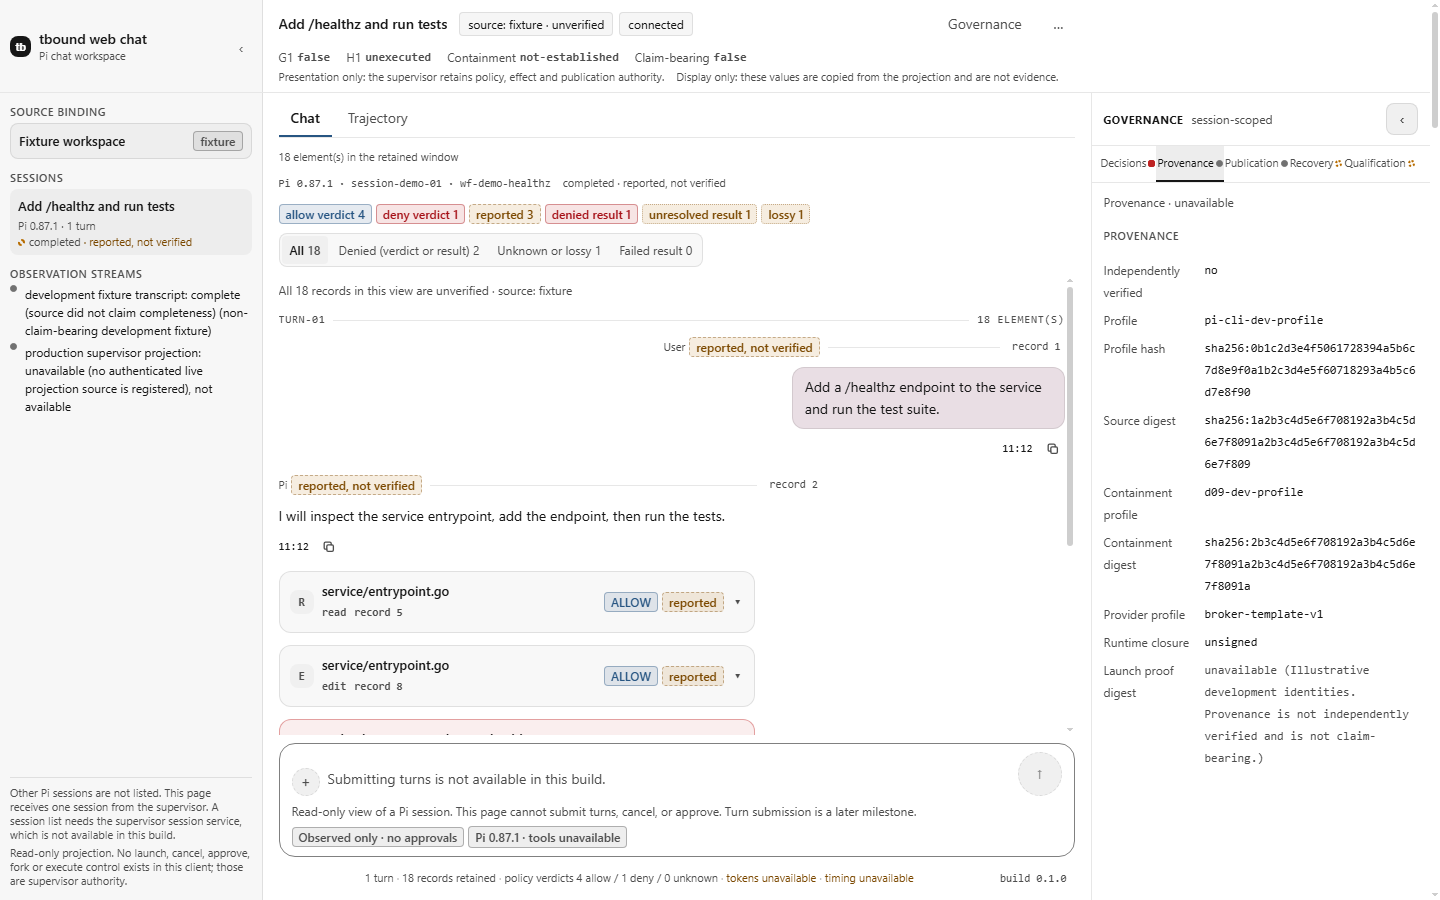 tb
tbound web chat
Pi chat workspace
‹
SOURCE BINDING
Fixture workspace
fixture
SESSIONS
Add /healthz and run tests
Pi 0.87.1 · 1 turn
completed · reported, not verified
OBSERVATION STREAMS
development fixture transcript: complete
(source did not claim completeness) (non-
claim-bearing development fixture)
production supervisor projection:
unavailable (no authenticated live
projection source is registered), not
available
Other Pi sessions are not listed. This page
receives one session from the supervisor. A
session list needs the supervisor session service,
which is not available in this build.
Read-only projection. No launch, cancel, approve,
fork or execute control exists in this client; those
are supervisor authority.
Add /healthz and run tests
source: fixture · unverified
connected
Governance
...
G1 false H1 unexecuted Containment not-established Claim-bearing false
Presentation only: the supervisor retains policy, effect and publication authority. Display only: these values are copied from the projection and are not evidence.
Chat
Trajectory
18 element(s) in the retained window
Pi 0.87.1 · session-demo-01 · wf-demo-healthz completed · reported, not verified
allow verdict 4
deny verdict 1
reported 3
denied result 1
unresolved result 1
lossy 1
All 18
Denied (verdict or result) 2
Unknown or lossy 1
Failed result 0
All 18 records in this view are unverified · source: fixture
TURN-01
18 ELEMENT(S)
User reported, not verified
record 1
Add a /healthz endpoint to the service
and run the test suite.
11:12
Pi reported, not verified
record 2
I will inspect the service entrypoint, add the endpoint, then run the tests.
11:12
R
service/entrypoint.go
read record 5
ALLOW
reported
E
service/entrypoint.go
edit record 8
ALLOW
reported
+
Submitting turns is not available in this build.
↑
Read-only view of a Pi session. This page cannot submit turns, cancel, or approve. Turn submission is a later milestone.
Observed only · no approvals
Pi 0.87.1 · tools unavailable
1 turn · 18 records retained · policy verdicts 4 allow / 1 deny / 0 unknown · tokens unavailable · timing unavailable
build 0.1.0
GOVERNANCE session-scoped
‹
Decisions
Provenance
Publication
Recovery
Qualification
Provenance · unavailable
PROVENANCE
Independently
verified
no
Profile
pi-cli-dev-profile
Profile hash
sha256:0b1c2d3e4f5061728394a5b6c
7d8e9f0a1b2c3d4e5f60718293a4b5c6
d7e8f90
Source digest
sha256:1a2b3c4d5e6f708192a3b4c5d
6e7f8091a2b3c4d5e6f708192a3b4c5d
6e7f809
Containment
profile
d09-dev-profile
Containment
digest
sha256:2b3c4d5e6f708192a3b4c5d6e
7f8091a2b3c4d5e6f708192a3b4c5d6e
7f8091a
Provider profile
broker-template-v1
Runtime closure
unsigned
Launch proof
digest
unavailable (Illustrative
development identities.
Provenance is not independently
verified and is not claim-
bearing.)